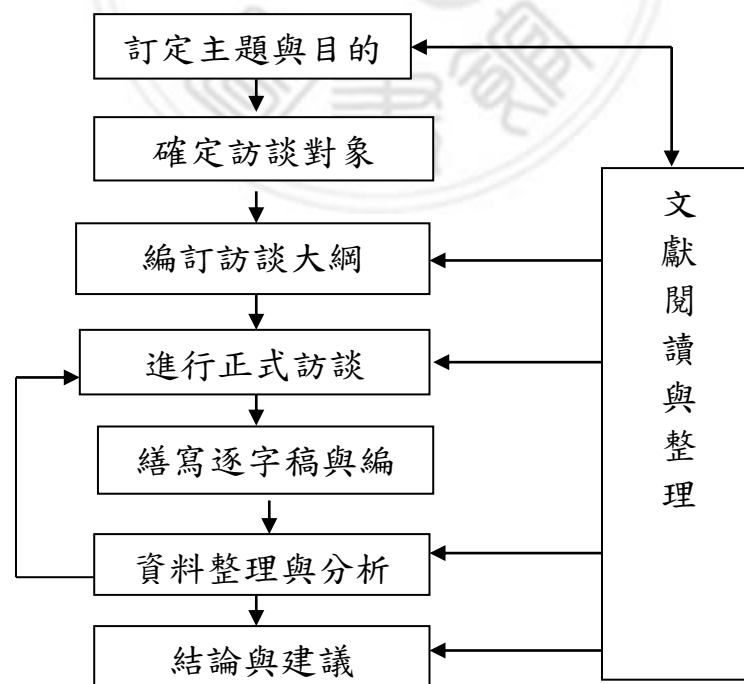 訂定主題與目的
確定訪談對象
編訂訪談大綱
進行正式訪談
繕寫逐字稿與編
資料整理與分析
結論與建議
文獻閱讀與整理